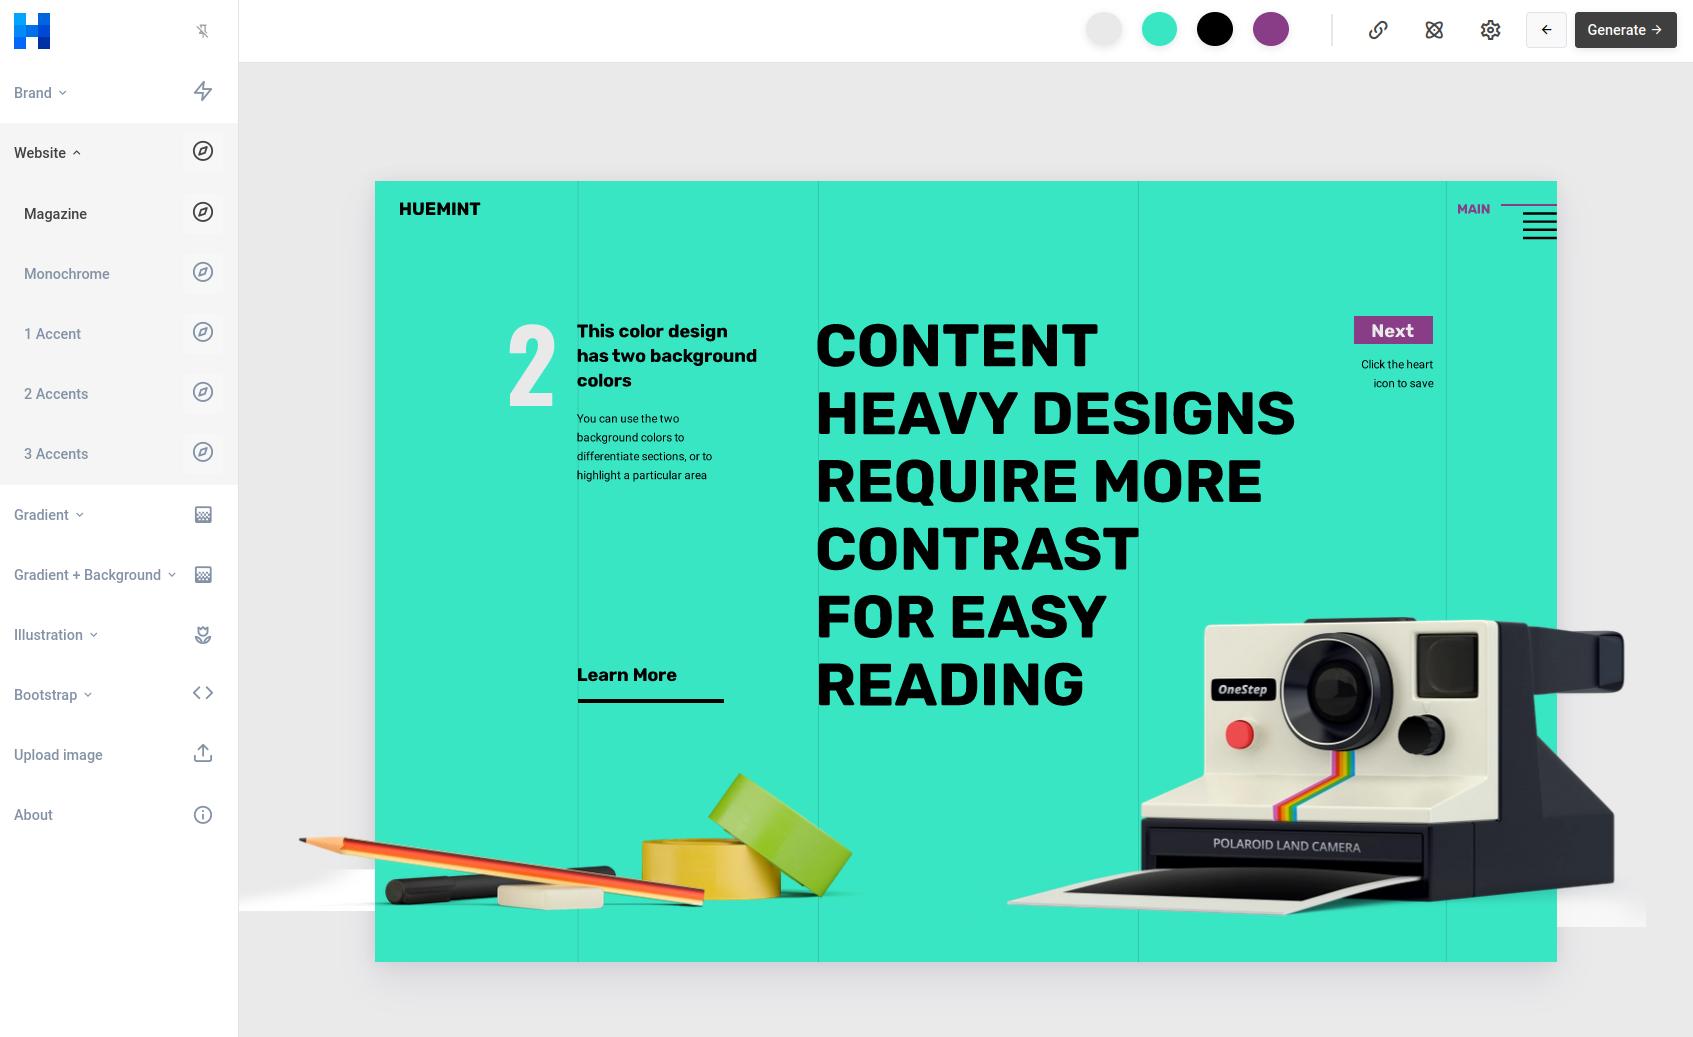 Generate
Brand
Website
Magazine
Monochrome
1 Accent
2 Accents
3 Accents
Gradient
Gradient + Background
Illustration
Bootstrap
Upload image
About
HUEMINT
MAIN
2
This color design
has two background
colors
You can use the two
background colors to
differentiate sections, or to
highlight a particular area
Learn More
CONTENT
HEAVY DESIGNS
REQUIRE MORE
CONTRAST
FOR EASY
READING
Next
Click the heart
icon to save
OneStep
POLAROID LAND CAMERA